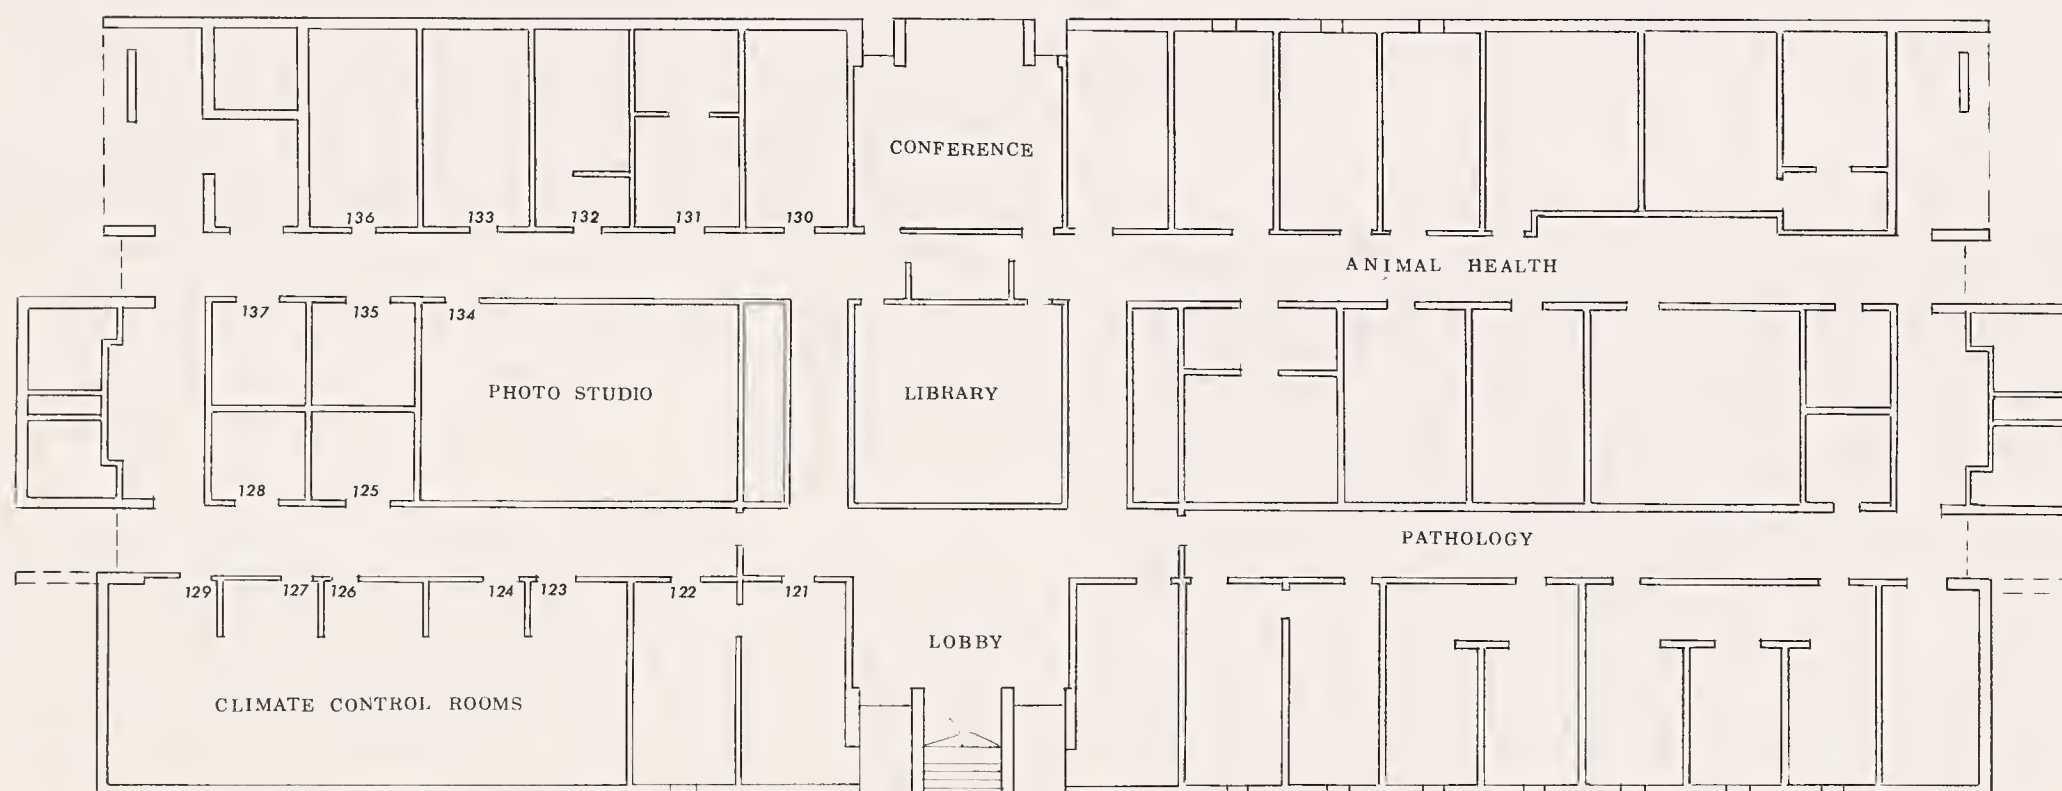 CONFERENCE
136 133 132 131 130
ANIMAL HEALTH
137 135 134
PHOTO STUDIO
LIBRARY
128 125
PATHOLOGY
129 127 126 124 123 122 121
LOBBY
CLIMATE CONTROL ROOMS